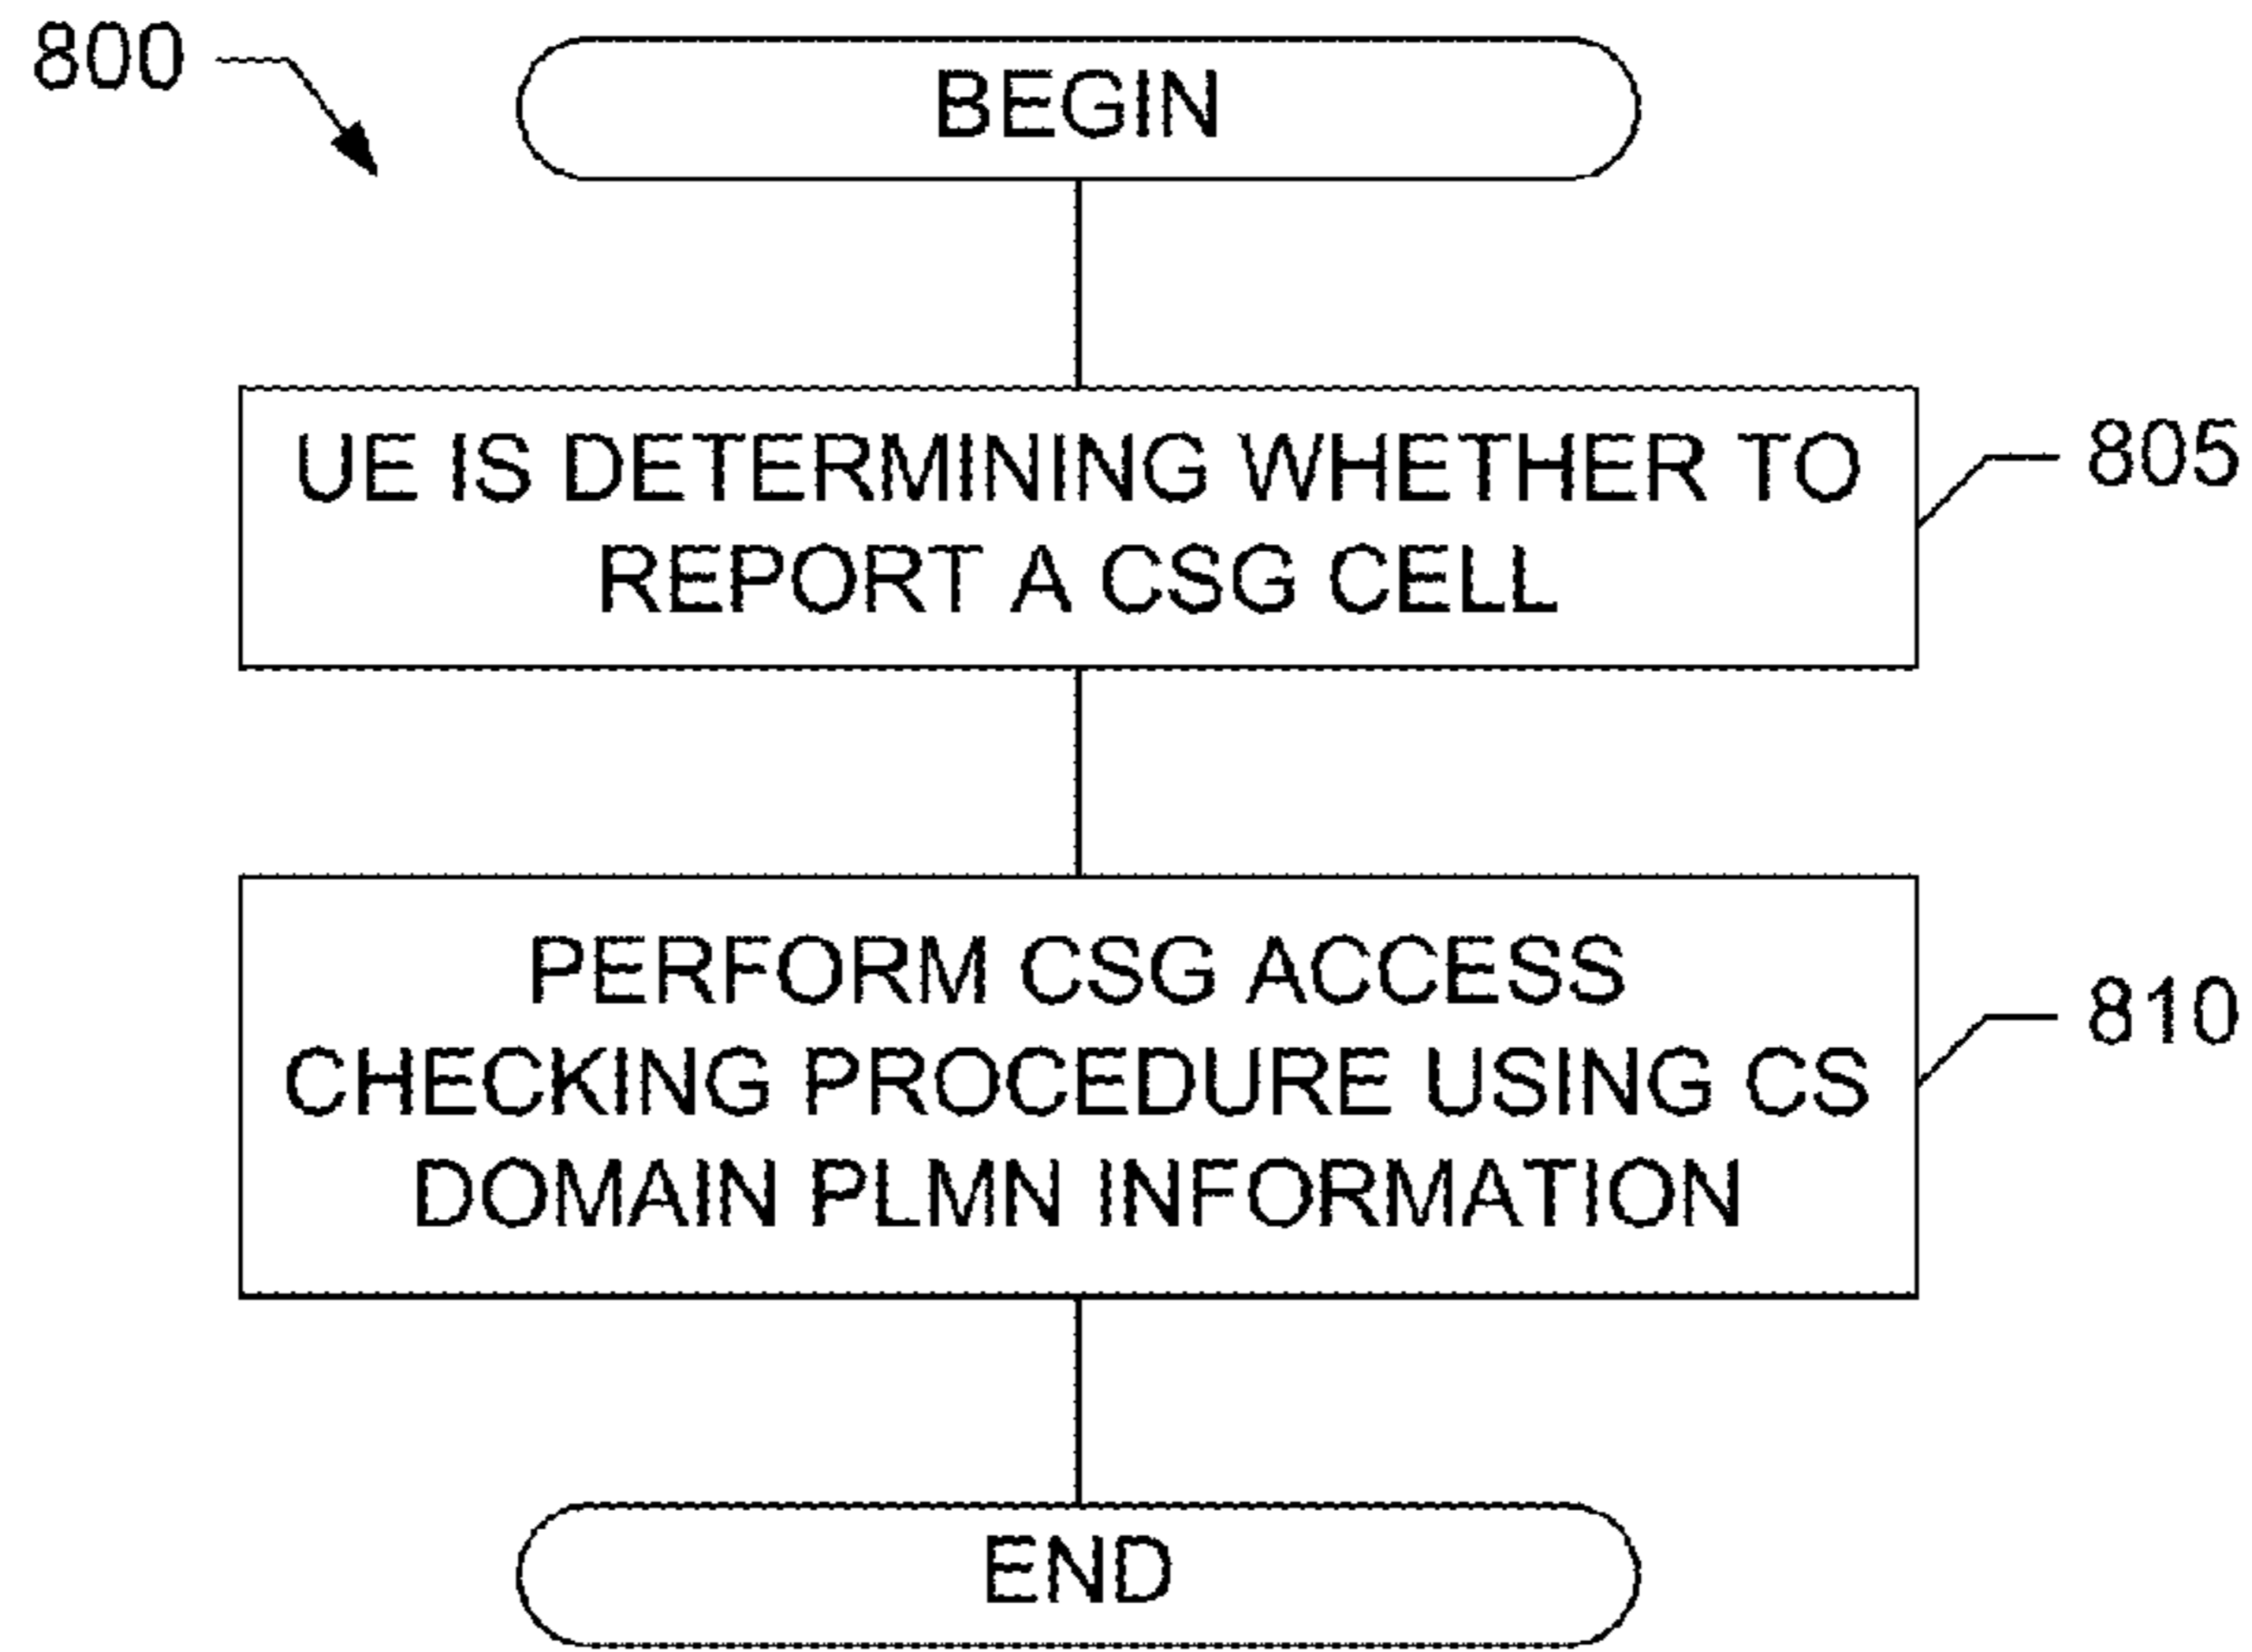 800
BEGIN
UE IS DETERMINING WHETHER TO
REPORT A CSG CELL
805
PERFORM CSG ACCESS
CHECKING PROCEDURE USING CS
DOMAIN PLMN INFORMATION
810
END